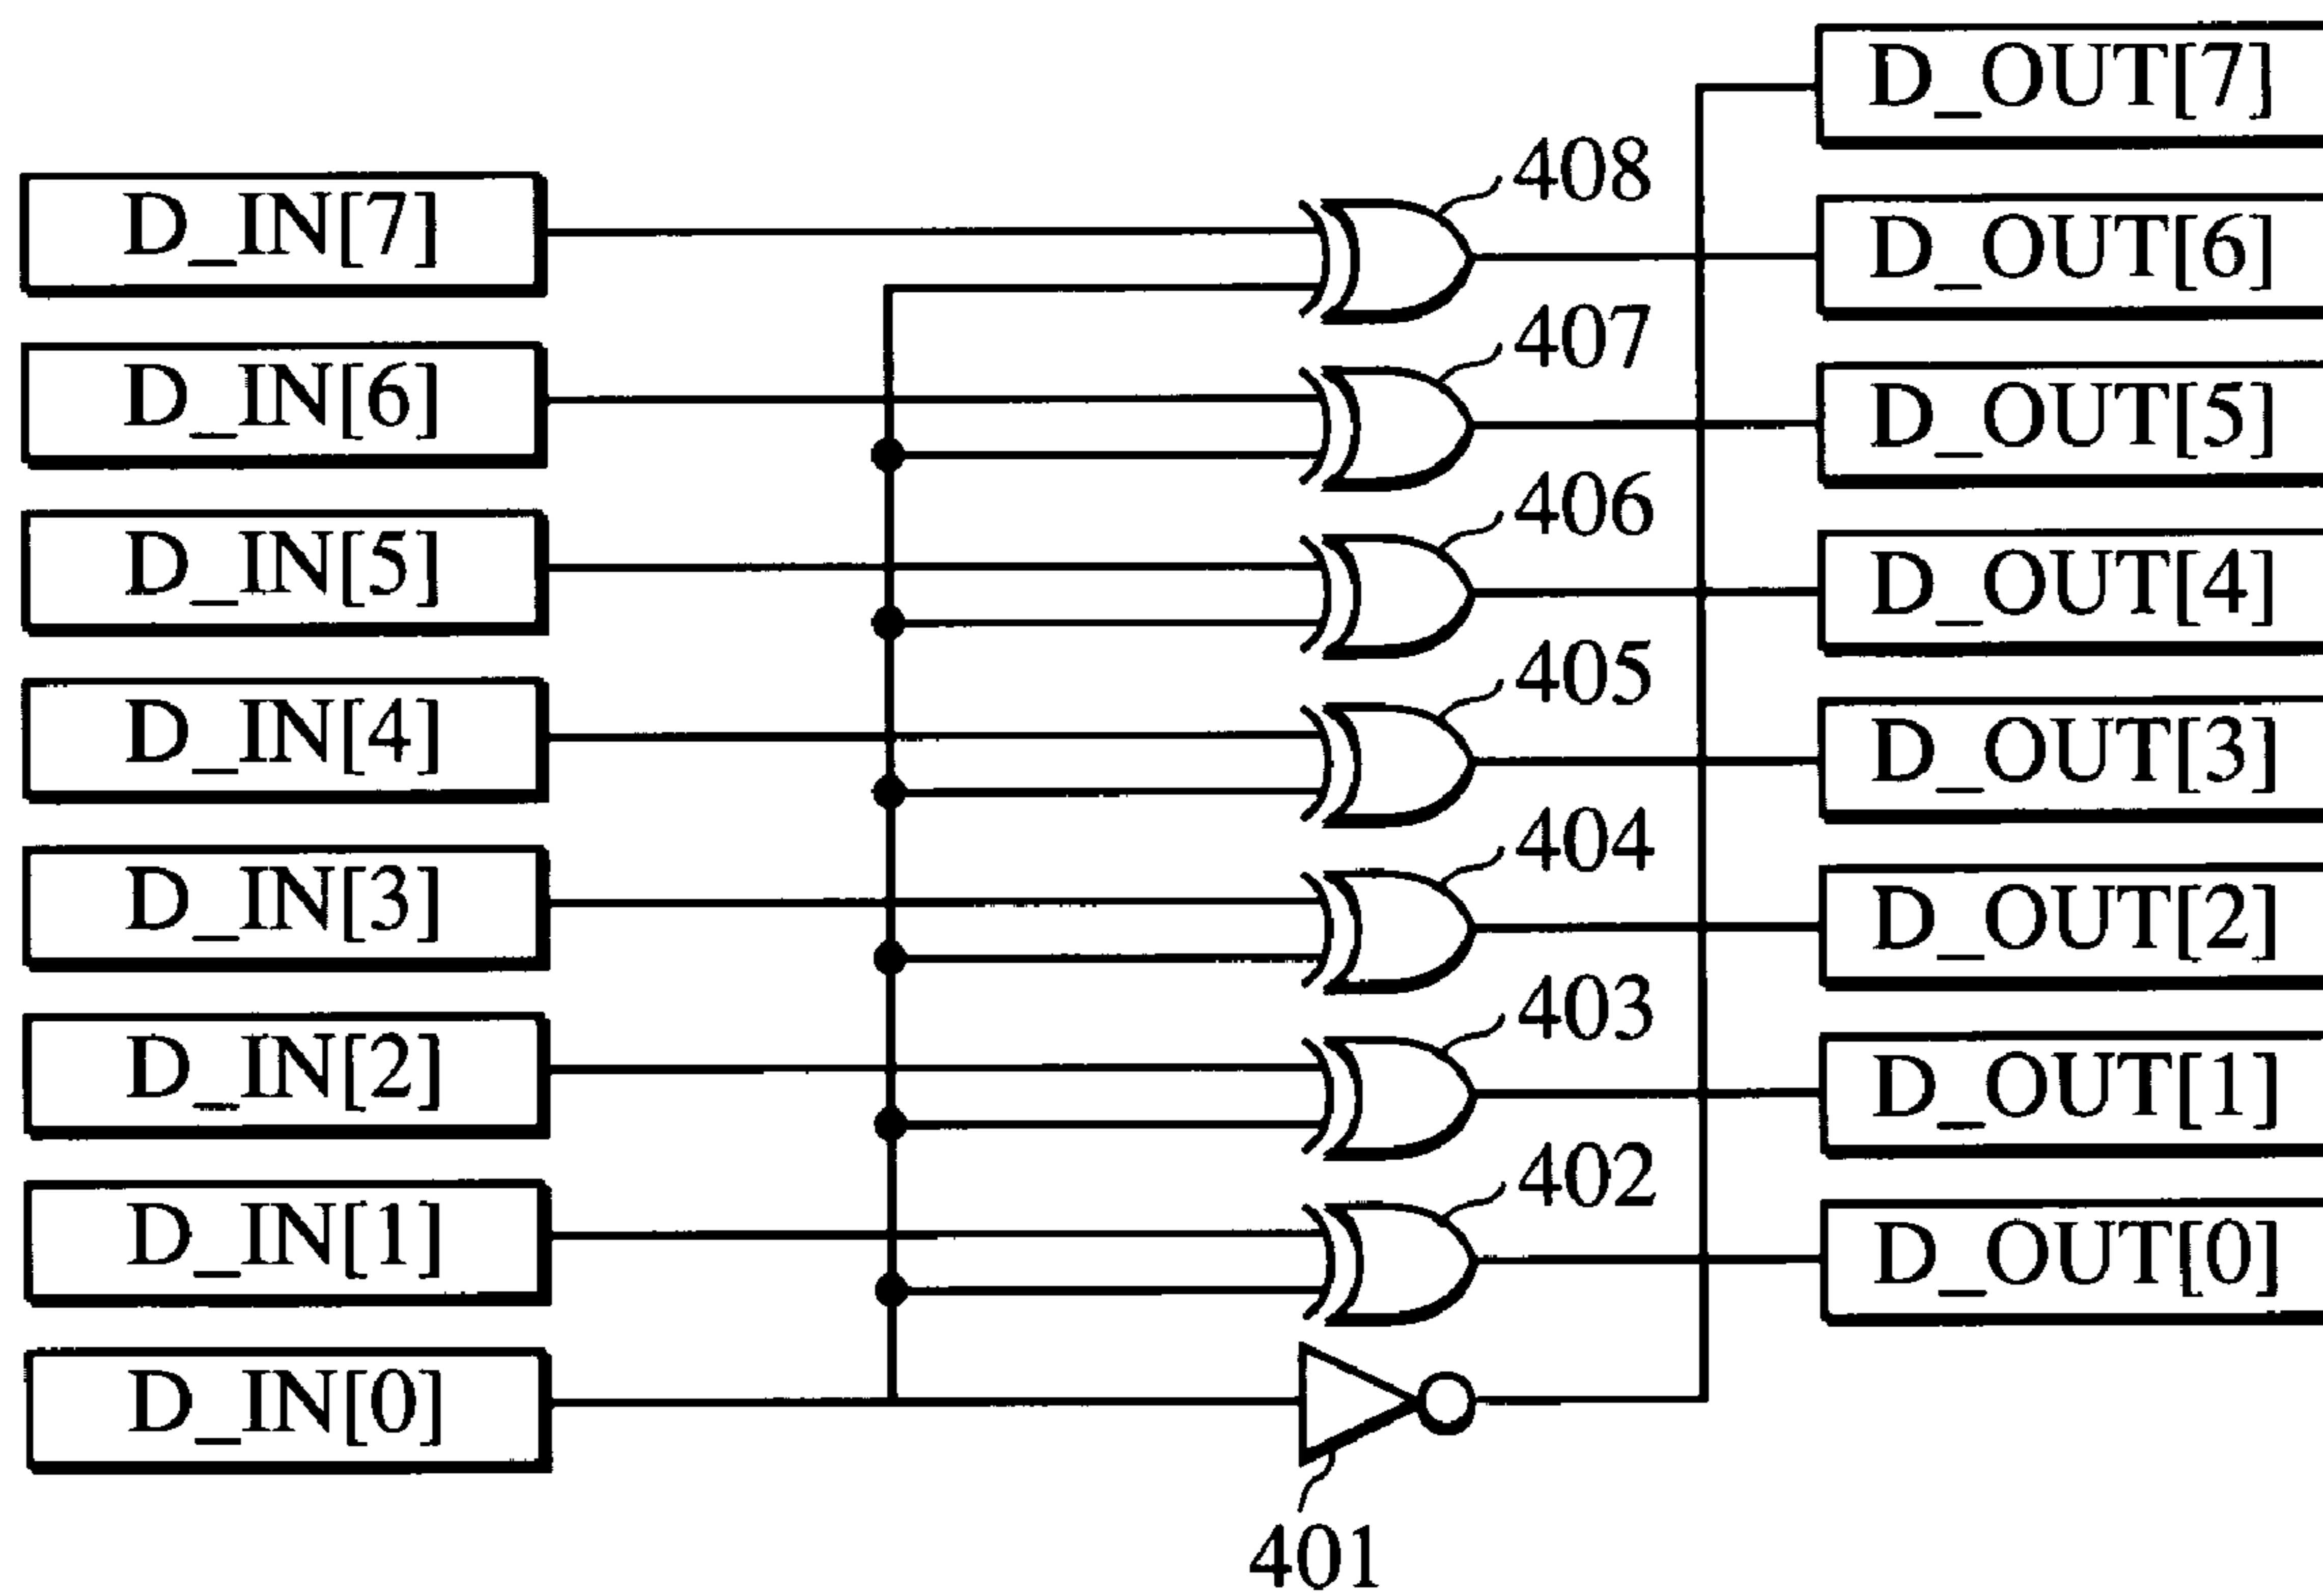 D_OUT[7]
408
D_IN[7]
D_OUT[6]
407
D_IN[6]
D_OUT[5]
406
D_IN[5]
D_OUT[4]
405
D_IN[4]
D_OUT[3]
404
D_IN[3]
D_OUT[2]
403
D_IN[2]
D_OUT[1]
402
D_IN[1]
D_OUT[0]
D_IN[0]
401